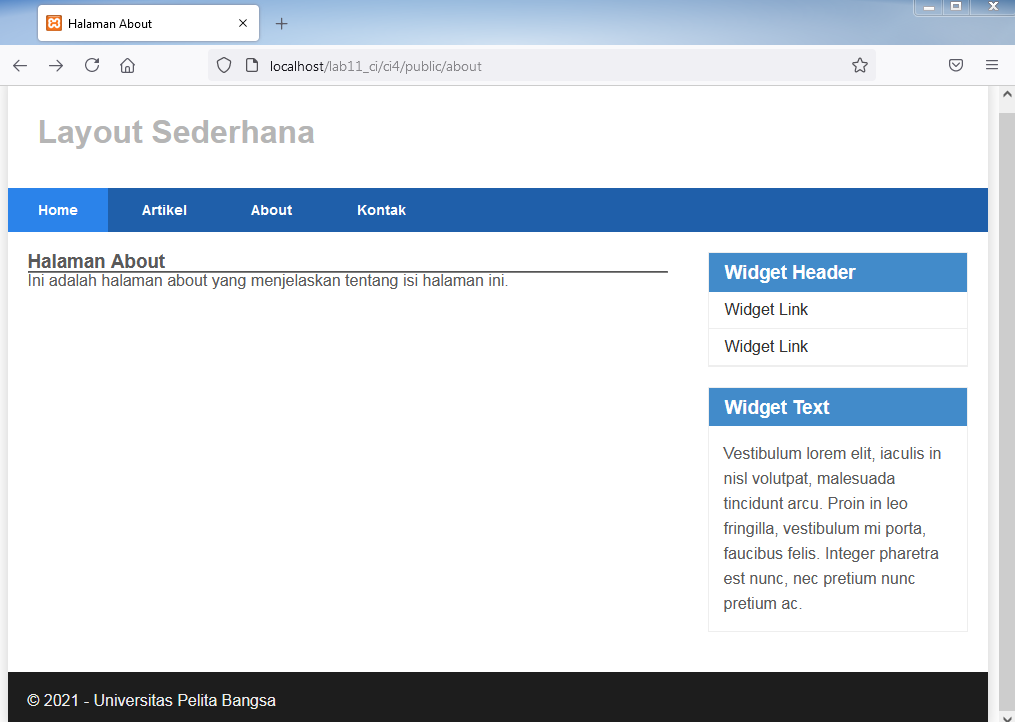 Halaman About
localhost/lab11_ci/ci4/public/about
Layout Sederhana
Home Artikel About Kontak
Halaman About
Ini adalah halaman about yang menjelaskan tentang isi halaman ini.
Widget Header
Widget Link
Widget Link
Widget Text
Vestibulum lorem elit, iaculis in
nisl volutpat, malesuada
tincidunt arcu. Proin in leo
fringilla, vestibulum mi porta,
faucibus felis. Integer pharetra
est nunc, nec pretium nunc
pretium ac.
© 2021 - Universitas Pelita Bangsa